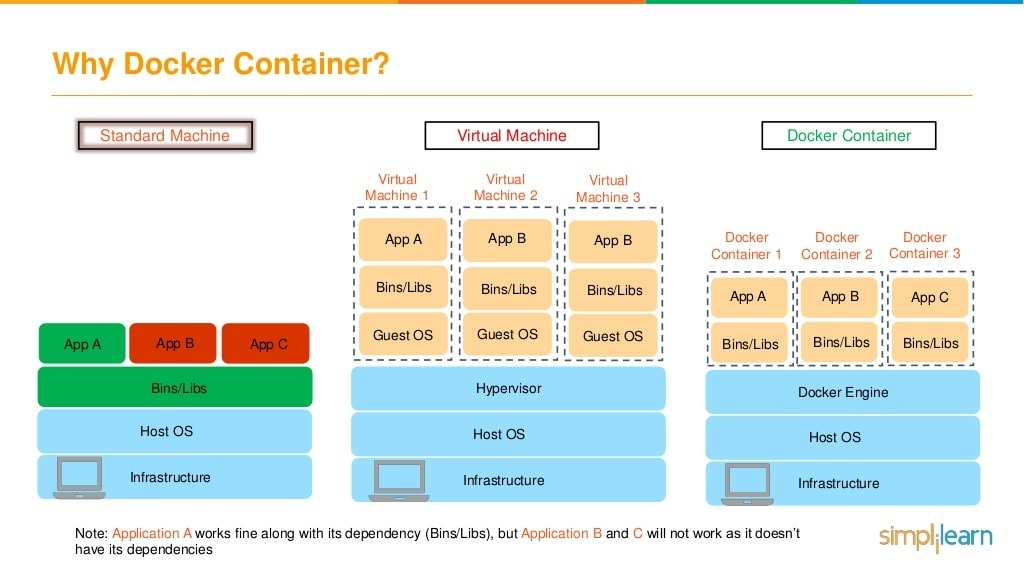 Why Docker Container?
Standard Machine
App A
App B
App C
Bins/Libs
Host OS
Infrastructure
Virtual Machine
Virtual
Machine 1
Virtual
Machine 2
Virtual
Machine 3
App A
App B
App B
Bins/Libs
Bins/Libs
Bins/Libs
Guest OS
Guest OS
Guest OS
Hypervisor
Host OS
Infrastructure
Docker Container
Docker
Container 1
Docker
Container 2
Docker
Container 3
App A
App B
App C
Bins/Libs
Bins/Libs
Bins/Libs
Docker Engine
Host OS
Infrastructure
Note: Application A works fine along with its dependency (Bins/Libs), but Application B and C will not work as it doesn't
have its dependencies
simplilearn